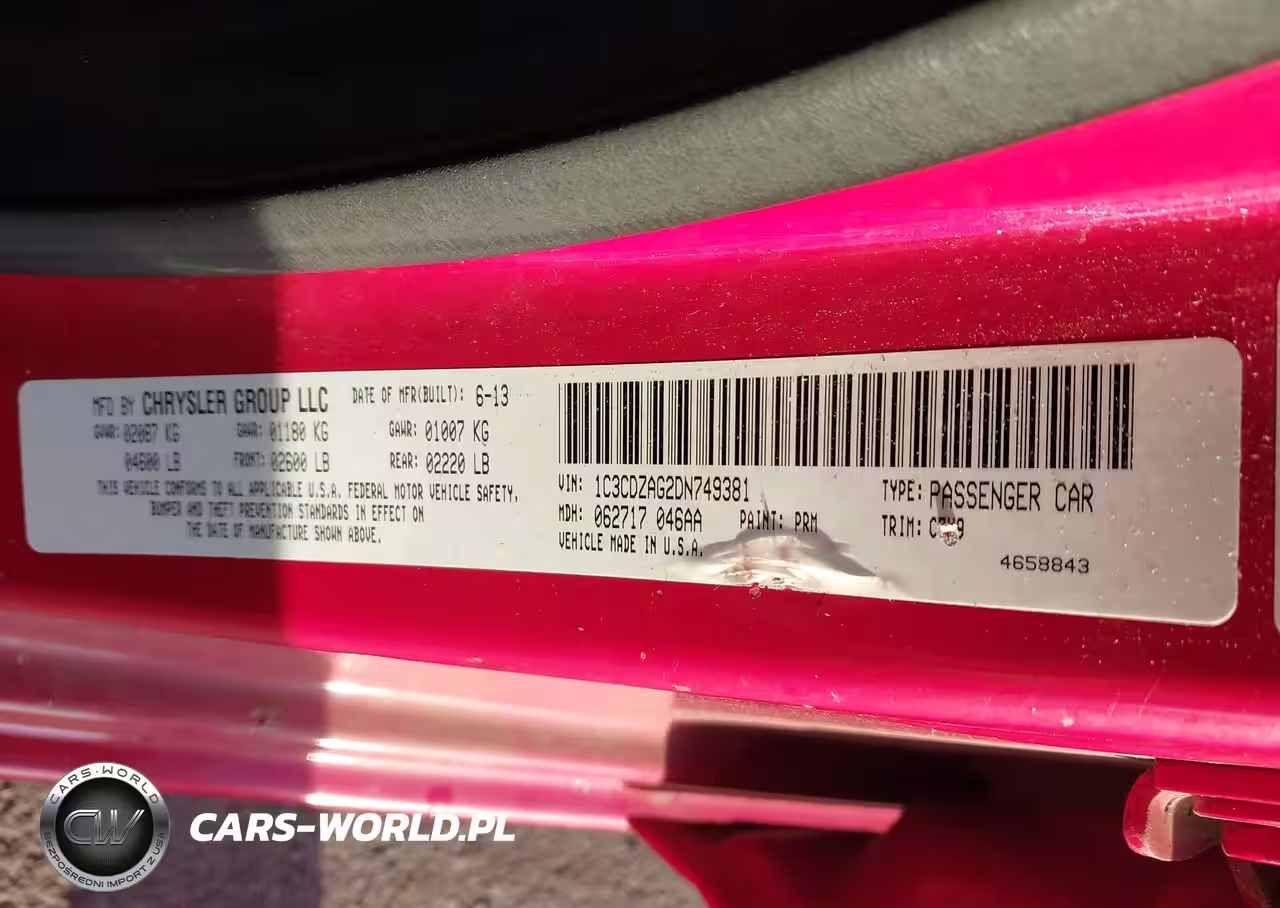 MFD BY CHRYSLER GROUP LLC DATE OF MFR(BUILT): 6-13
GVWR: 02087 KG GAWR: 01180 KG GAWR: 01007 KG
04600 LB FRONT: 02600 LB REAR: 02220 LB
THIS VEHICLE CONFORMS TO ALL APPLICABLE U.S.A. FEDERAL MOTOR VEHICLE SAFETY,
BUMPER AND THEFT PREVENTION STANDARDS IN EFFECT ON
THE DATE OF MANUFACTURE SHOWN ABOVE.
VIN: 1C3CDZAG2DN749381 TYPE: PASSENGER CAR
MDH: 062717 046AA PAINT: PRM TRIM:
VEHICLE MADE IN U.S.A.
4658843
CARS-WORLD
CW
BEZPOŚREDNI IMPORT Z USA
CARS-WORLD.PL